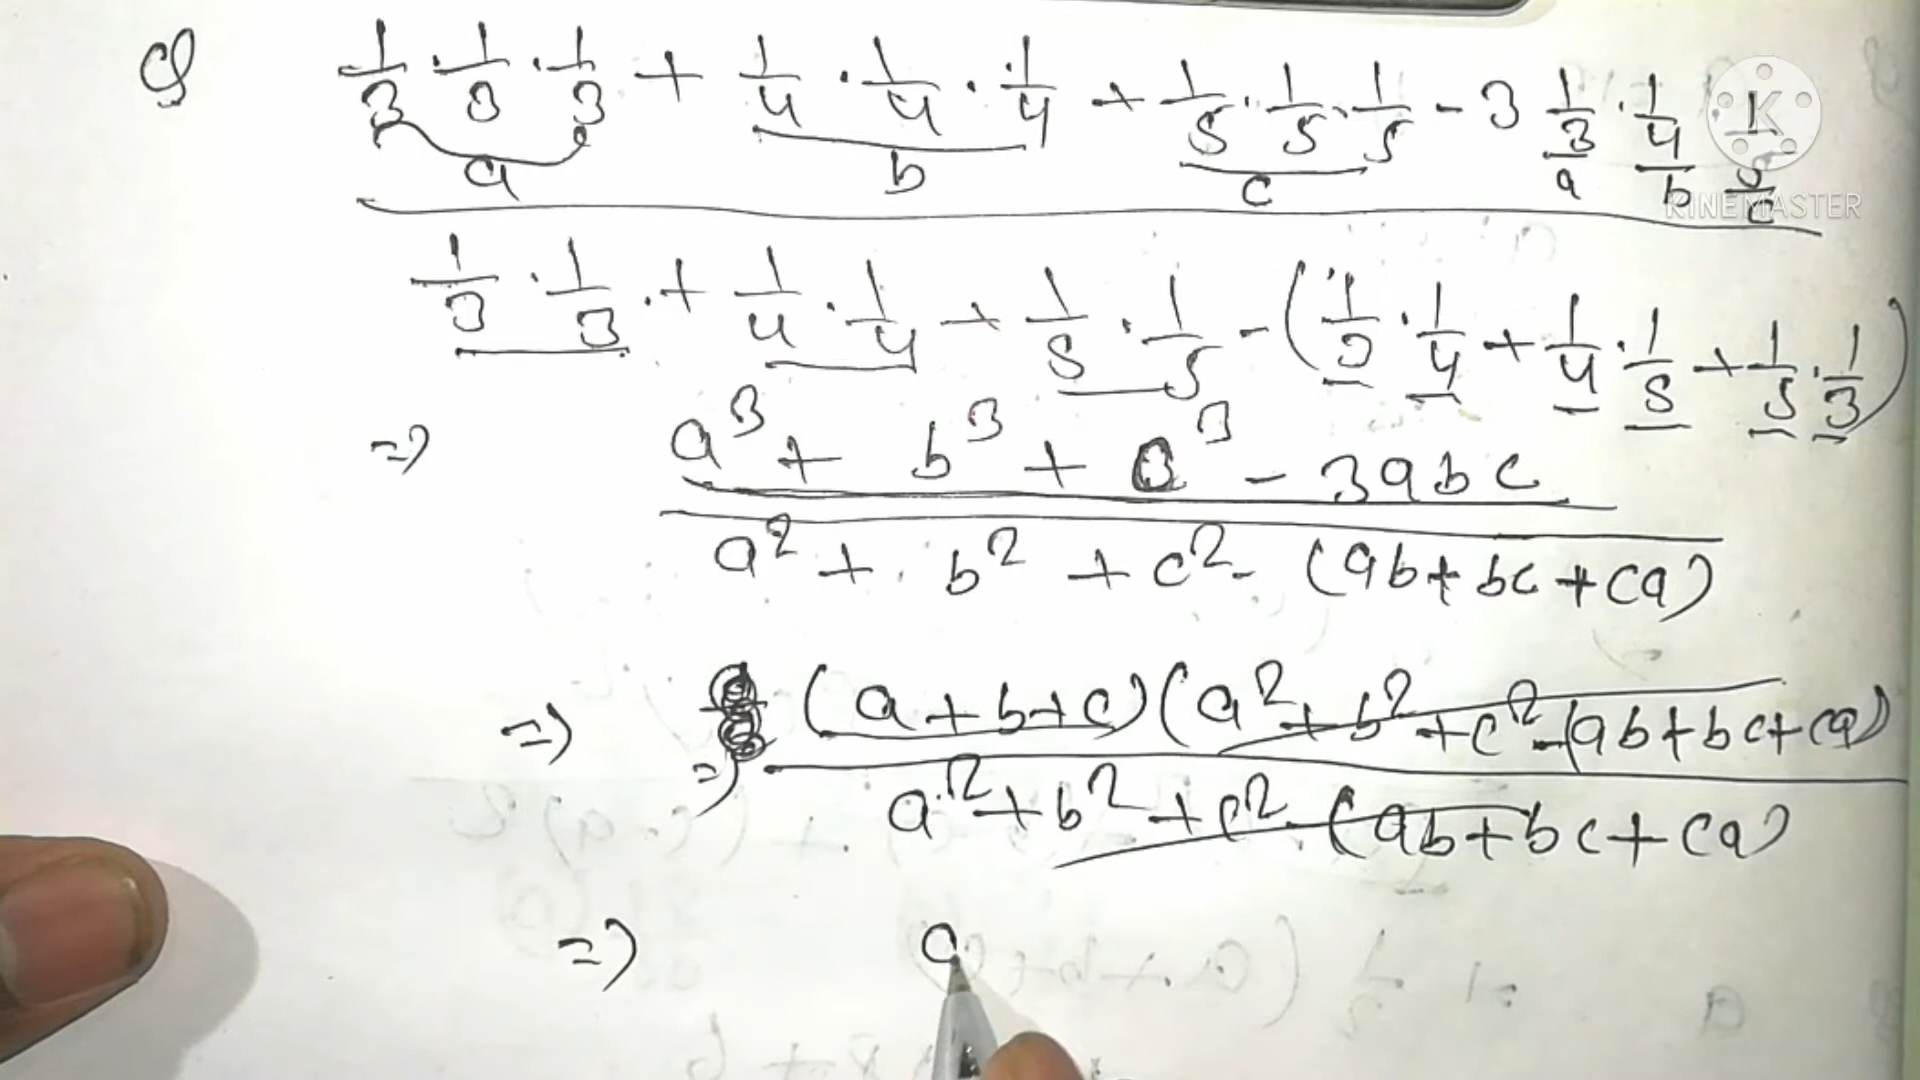 Q 1/3 · 1/3 · 1/3 + 1/4 · 1/4 · 1/4 + 1/5 · 1/5 · 1/5 - 3 1/3 · 1/4
a b c a b c
1/3 · 1/3 + 1/4 · 1/4 + 1/5 · 1/5 - (1/3 · 1/4 + 1/4 · 1/5 + 1/5 · 1/3)
=> a³ + b³ + c³ - 3abc
a² + b² + c² - (ab+bc+ca)
=> (a+b+c)(a²+b²+c²-(ab+bc+ca)
=> a²+b²+c²-(ab+bc+ca)
=> a
K
KINEMASTER